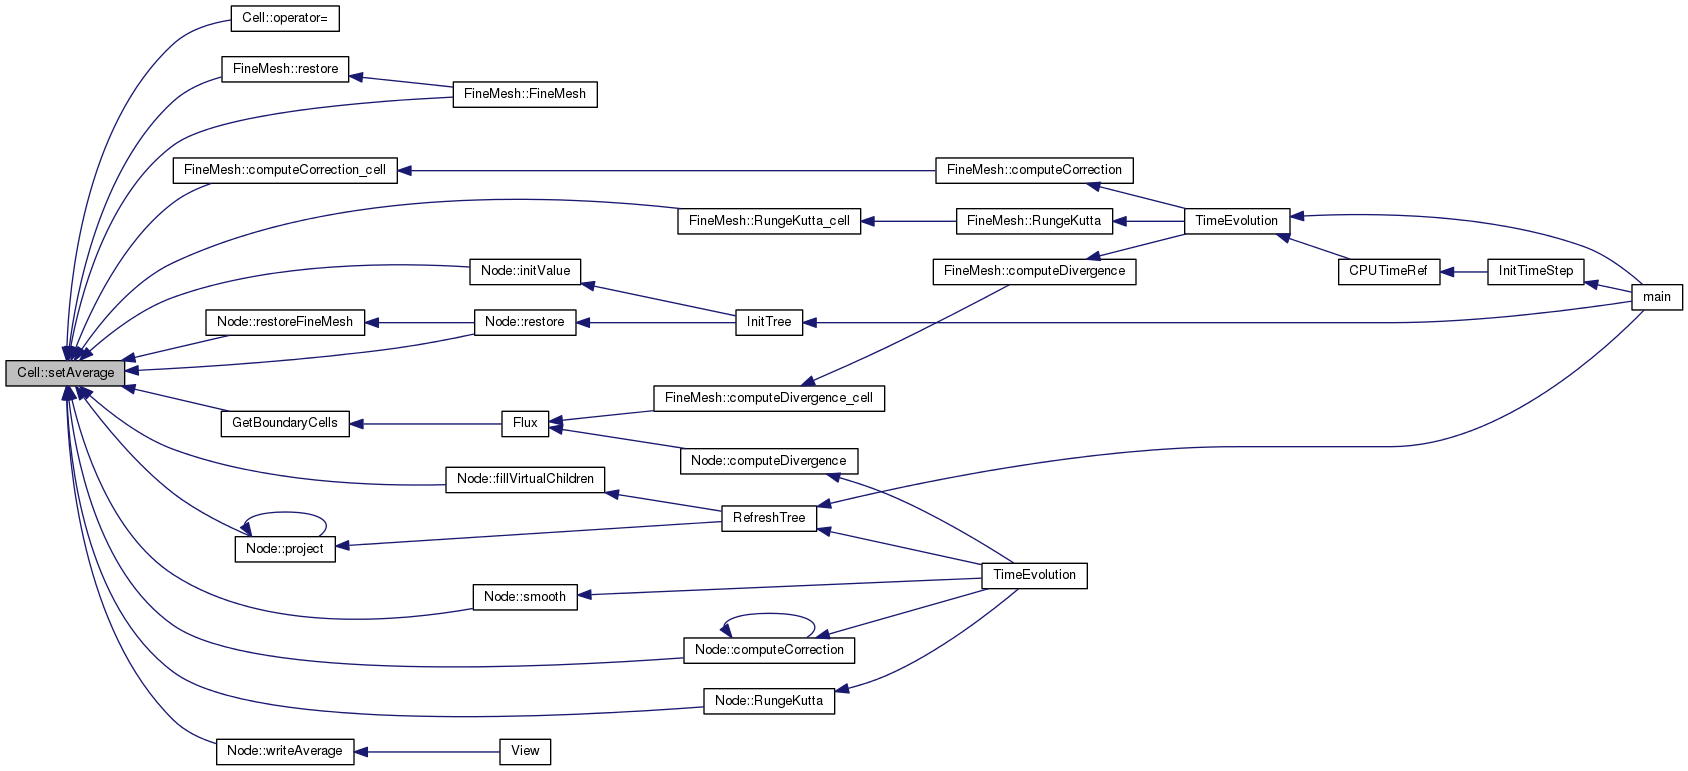 Cell::operator=
FineMesh::restore
FineMesh::FineMesh
FineMesh::computeCorrection_cell
FineMesh::computeCorrection
FineMesh::RungeKutta_cell
FineMesh::RungeKutta
TimeEvolution
Node::initValue
FineMesh::computeDivergence
CPUTimeRef
InitTimeStep
main
Node::restoreFineMesh
Node::restore
InitTree
Cell::setAverage
FineMesh::computeDivergence_cell
GetBoundaryCells
Flux
Node::computeDivergence
Node::fillVirtualChildren
RefreshTree
Node::project
TimeEvolution
Node::smooth
Node::computeCorrection
Node::RungeKutta
Node::writeAverage
View